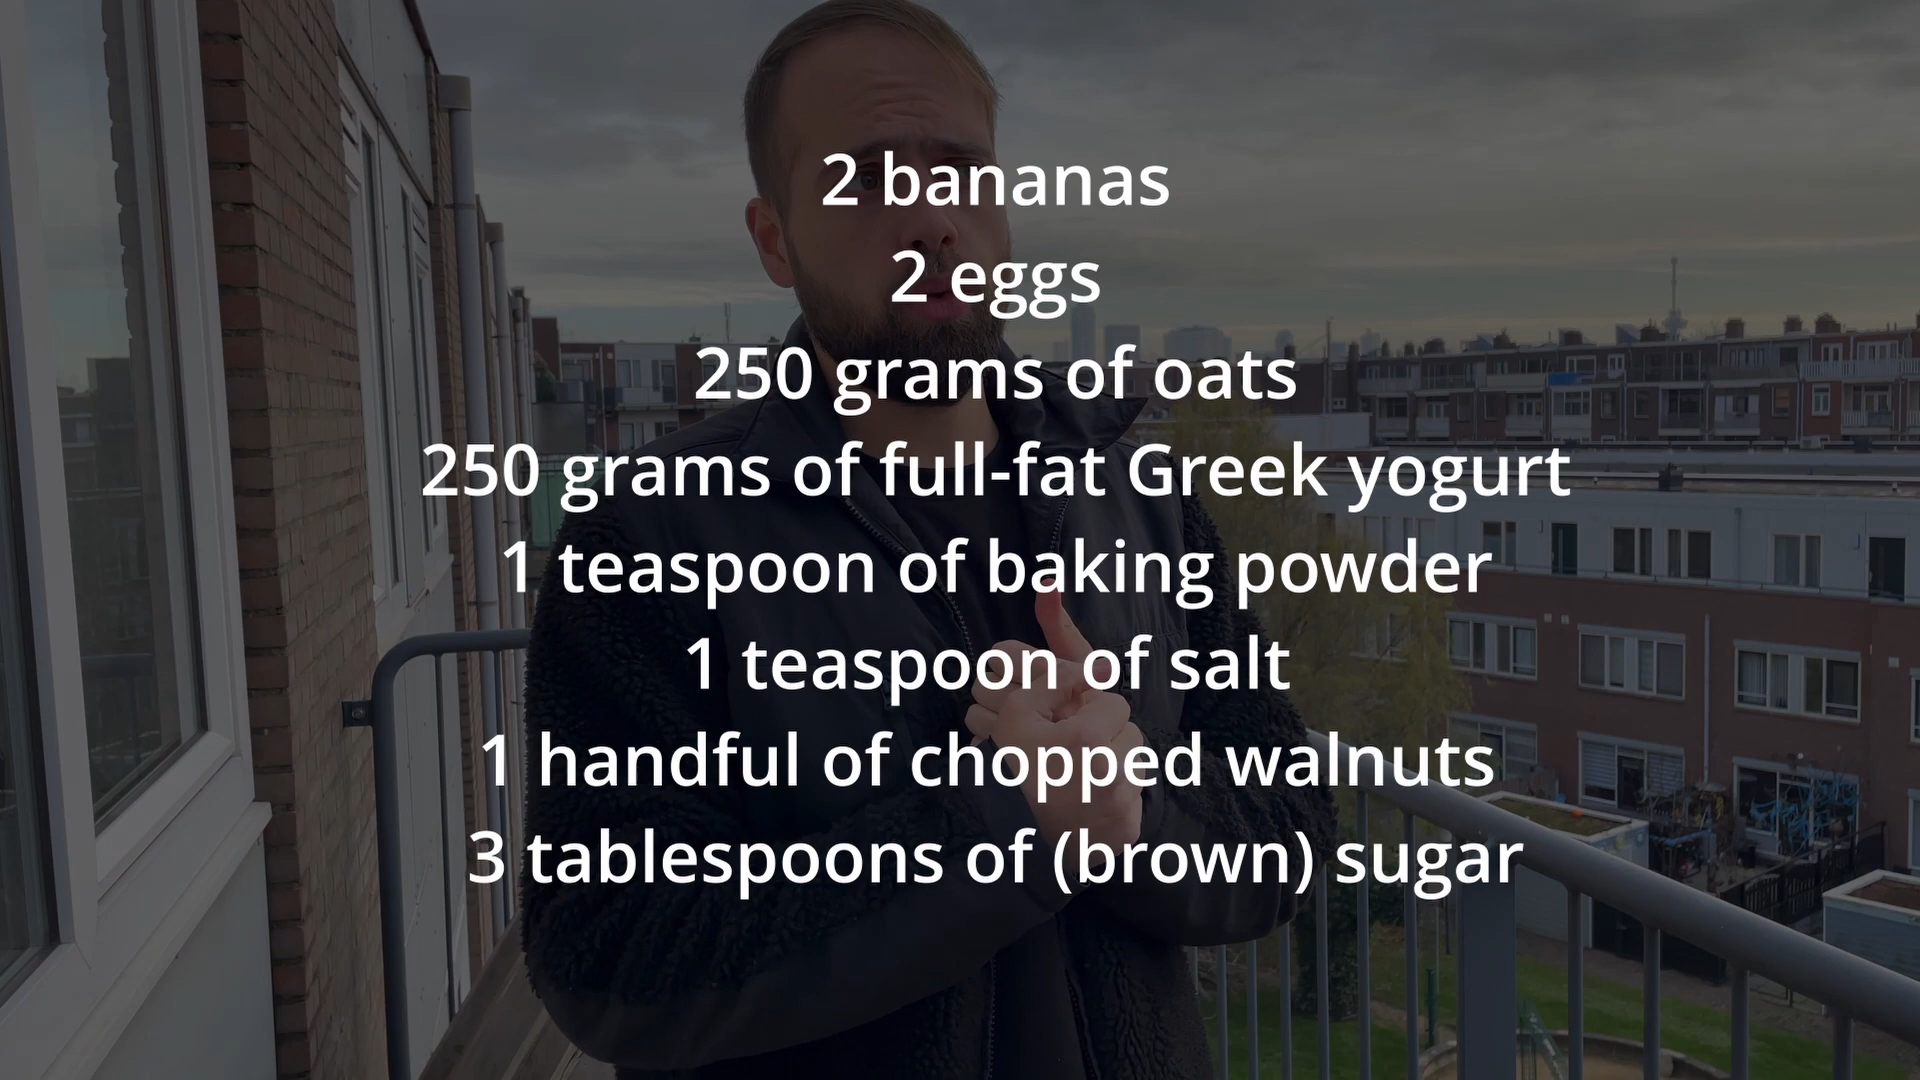 2 bananas
2 eggs
250 grams of oats
250 grams of full-fat Greek yogurt
1 teaspoon of baking powder
1 teaspoon of salt
1 handful of chopped walnuts
3 tablespoons of (brown) sugar